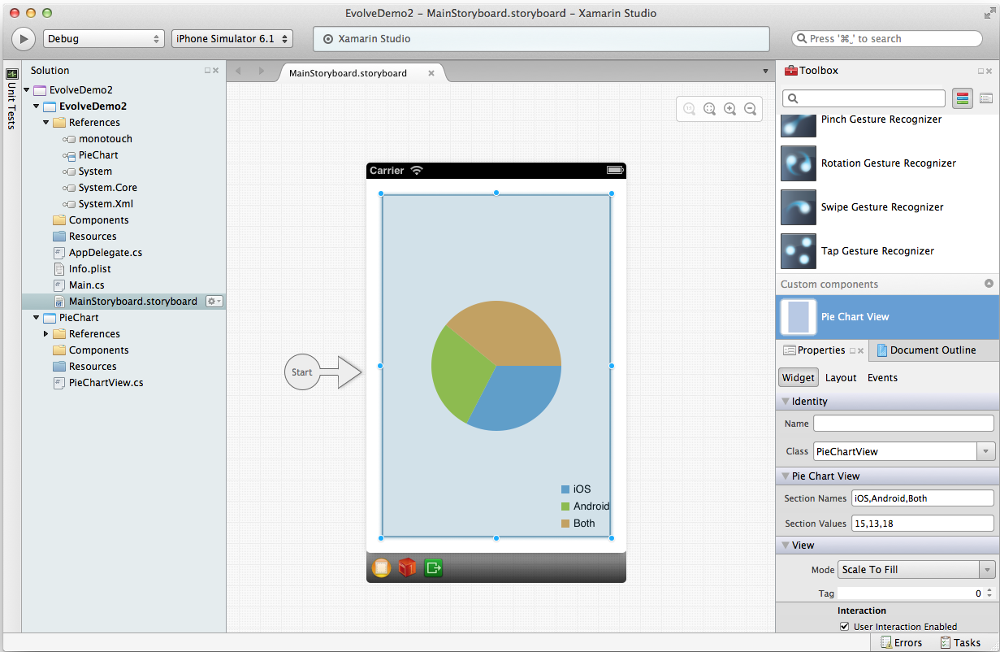 EvolveDemo2 – MainStoryboard.storyboard – Xamarin Studio
Debug
iPhone Simulator 6.1
Xamarin Studio
Press '⌘,' to search
Unit Tests
Solution
EvolveDemo2
EvolveDemo2
References
monotouch
PieChart
System
System.Core
System.Xml
Components
Resources
AppDelegate.cs
Info.plist
Main.cs
MainStoryboard.storyboard
PieChart
References
Components
Resources
PieChartView.cs
MainStoryboard.storyboard
Carrier
Start
iOS
Android
Both
Toolbox
Pinch Gesture Recognizer
Rotation Gesture Recognizer
Swipe Gesture Recognizer
Tap Gesture Recognizer
Custom components
Pie Chart View
Properties
Document Outline
Widget Layout Events
Identity
Name
Class PieChartView
Pie Chart View
Section Names iOS,Android,Both
Section Values 15,13,18
View
Mode Scale To Fill
Tag 0
Interaction
User Interaction Enabled
Errors Tasks